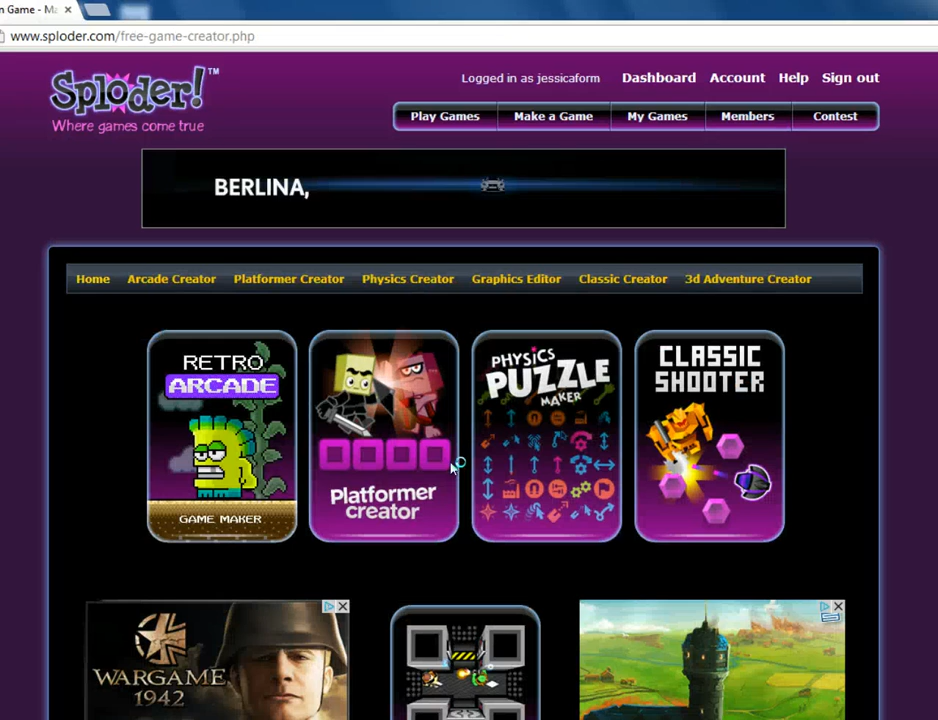 n Game - Ma
www.sploder.com/free-game-creator.php
Sploder!™
Where games come true
Logged in as jessicaform Dashboard Account Help Sign out
Play Games Make a Game My Games Members Contest
BERLINA,
Home Arcade Creator Platformer Creator Physics Creator Graphics Editor Classic Creator 3d Adventure Creator
RETRO
ARCADE
GAME MAKER
Platformer
creator
PHYSICS
PUZZLE
MAKER
CLASSIC
SHOOTER
WARGAME
1942